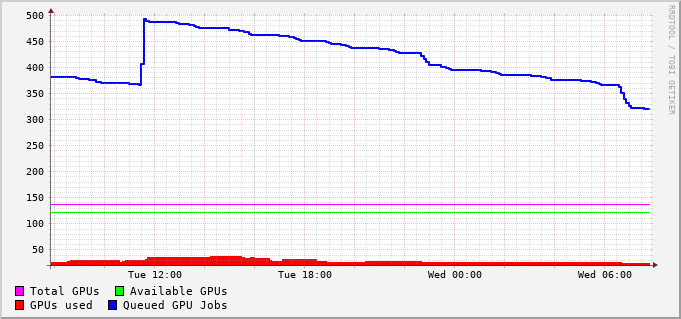 500
450
400
350
300
250
200
150
100
50
Tue 12:00 Tue 18:00 Wed 00:00 Wed 06:00
Total GPUs Available GPUs
GPUs used Queued GPU Jobs
RRDTOOL / TOBI OETIKER